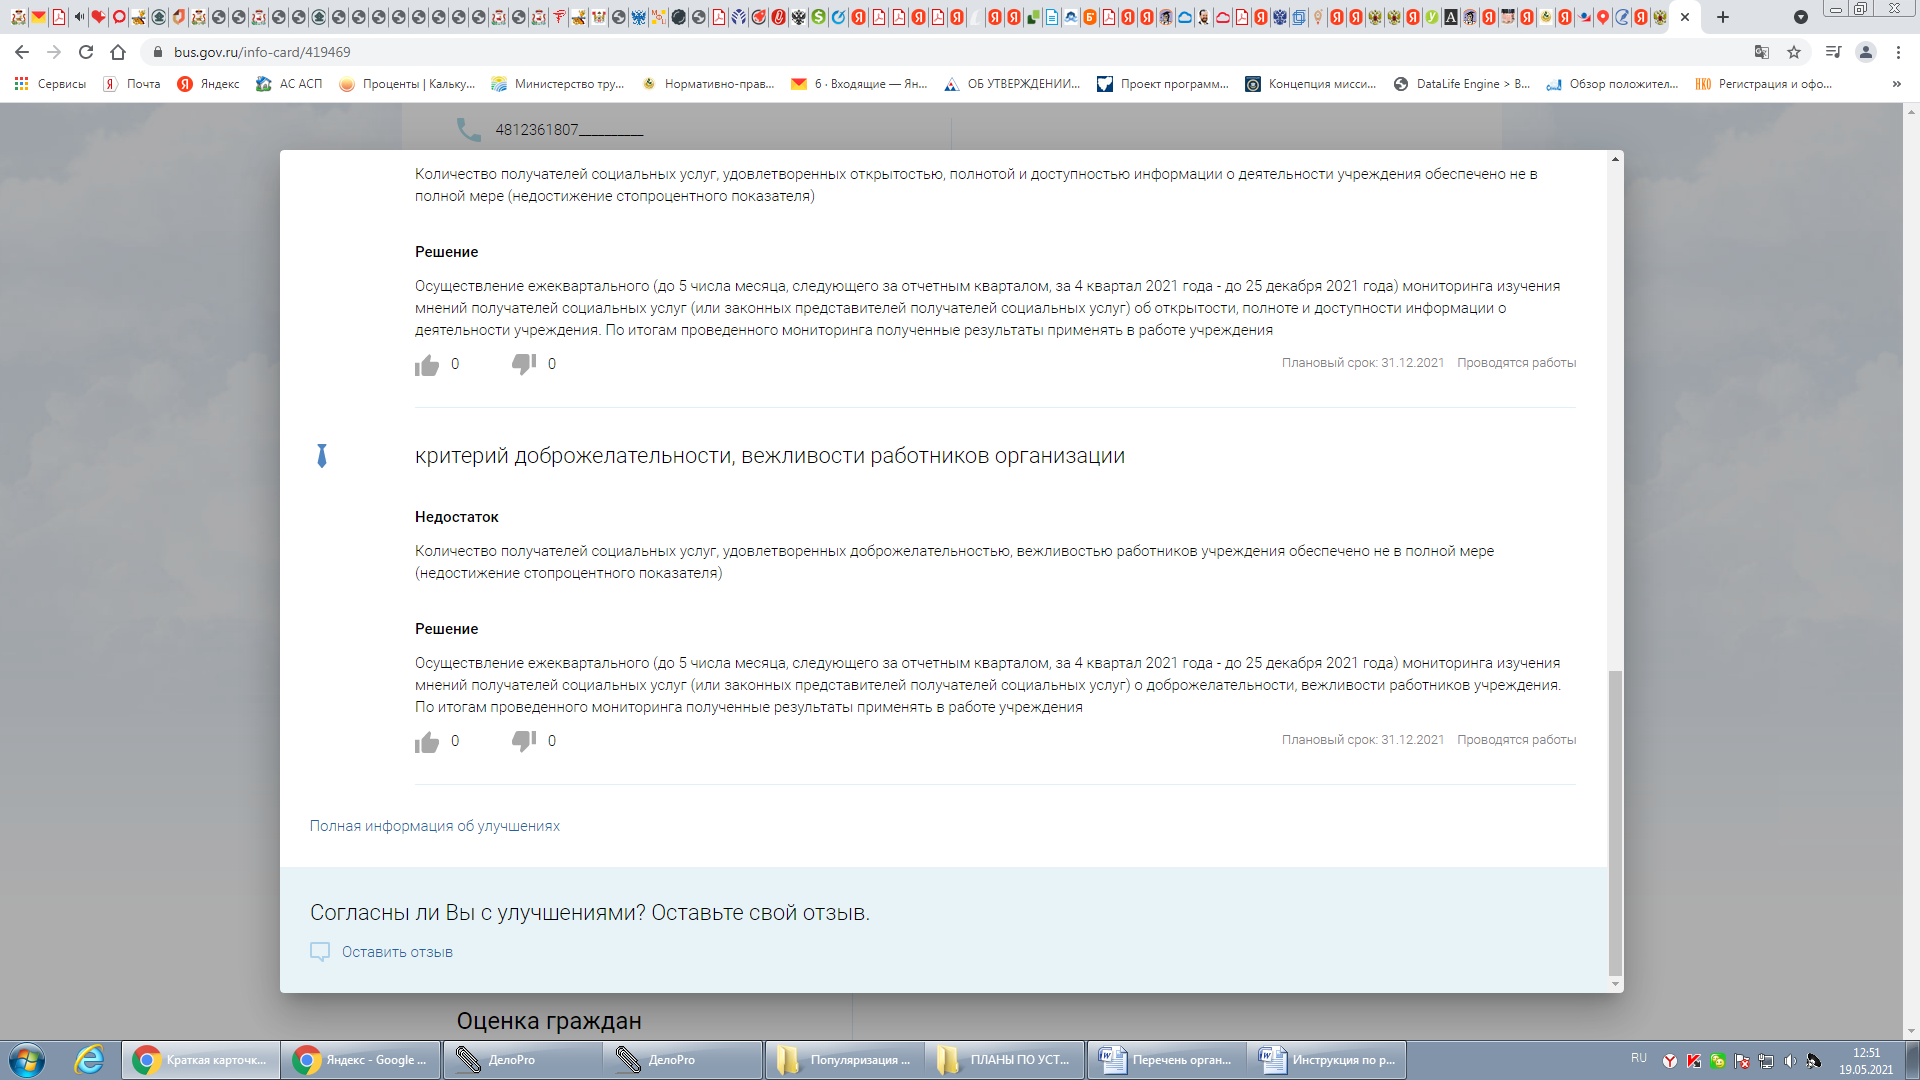 bus.gov.ru/info-card/419469
Сервисы
Почта
Яндекс
АС АСП
Проценты | Кальку...
Министерство тру...
Нормативно-прав...
6 · Входящие — Ян...
ОБ УТВЕРЖДЕНИИ...
Проект программ...
Концепция мисси...
DataLife Engine > В...
Обзор положител...
НКО
Регистрация и офо...
»
4812361807__________
Количество получателей социальных услуг, удовлетворенных открытостью, полнотой и доступностью информации о деятельности учреждения обеспечено не в
полной мере (недостижение стопроцентного показателя)
Решение
Осуществление ежеквартального (до 5 числа месяца, следующего за отчетным кварталом, за 4 квартал 2021 года - до 25 декабря 2021 года) мониторинга изучения
мнений получателей социальных услуг (или законных представителей получателей социальных услуг) об открытости, полноте и доступности информации о
деятельности учреждения. По итогам проведенного мониторинга полученные результаты применять в работе учреждения
0 0 Плановый срок: 31.12.2021 Проводятся работы
критерий доброжелательности, вежливости работников организации
Недостаток
Количество получателей социальных услуг, удовлетворенных доброжелательностью, вежливостью работников учреждения обеспечено не в полной мере
(недостижение стопроцентного показателя)
Решение
Осуществление ежеквартального (до 5 числа месяца, следующего за отчетным кварталом, за 4 квартал 2021 года - до 25 декабря 2021 года) мониторинга изучения
мнений получателей социальных услуг (или законных представителей получателей социальных услуг) о доброжелательности, вежливости работников учреждения.
По итогам проведенного мониторинга полученные результаты применять в работе учреждения
0 0 Плановый срок: 31.12.2021 Проводятся работы
Полная информация об улучшениях
Согласны ли Вы с улучшениями? Оставьте свой отзыв.
Оставить отзыв
Оценка граждан
Краткая карточк...
Яндекс - Google ...
ДелоPro
ДелоPro
Популяризация ...
ПЛАНЫ ПО УСТ...
Перечень орган...
Инструкция по р...
RU
12:51
19.05.2021